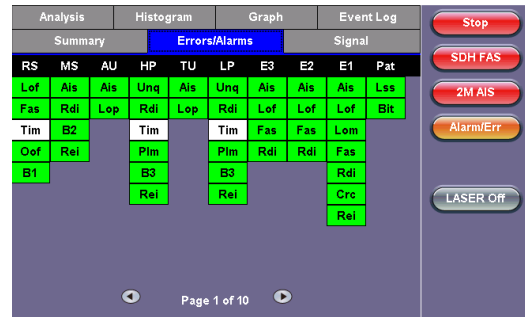 Analysis Histogram Graph Event Log
Summary Errors/Alarms Signal
RS MS AU HP TU LP E3 E2 E1 Pat
Lof Ais Ais Unq Ais Unq Ais Ais Ais Lss
Fas Rdi Lop Rdi Lop Rdi Lof Lof Lof Bit
Tim B2 Tim Tim Fas Fas Lom
Oof Rei Plm Plm Rdi Rdi Fas
B1 B3 B3 Rdi
Rei Rei Crc
Rei
Page 1 of 10
Stop
SDH FAS
2M AIS
Alarm/Err
LASER Off